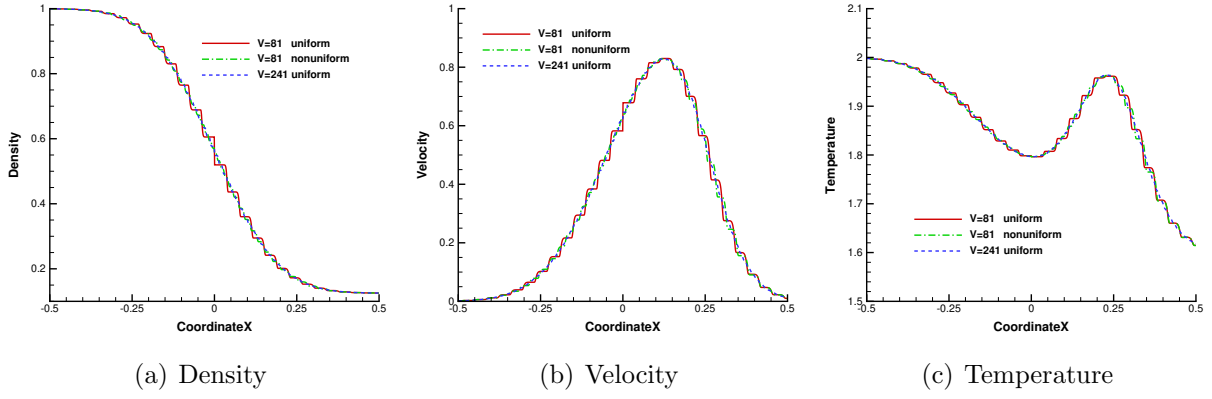 Density
1
0.8
0.6
0.4
0.2
-0.5
-0.25
0
0.25
0.5
CoordinateX
V=81 uniform
V=81 nonuniform
V=241 uniform
(a) Density
Velocity
1
0.8
0.6
0.4
0.2
0
-0.5
-0.25
0
0.25
0.5
CoordinateX
V=81 uniform
V=81 nonuniform
V=241 uniform
(b) Velocity
Temperature
2.1
2
1.9
1.8
1.7
1.6
1.5
-0.5
-0.25
0
0.25
0.5
CoordinateX
V=81 uniform
V=81 nonuniform
V=241 uniform
(c) Temperature